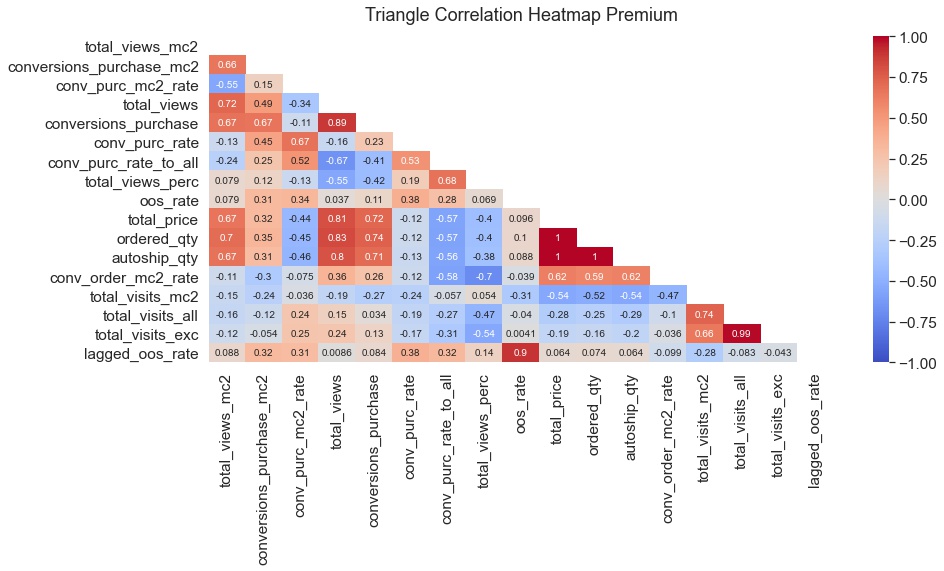 Triangle Correlation Heatmap Premium
total_views_mc2
conversions_purchase_mc2 0.66
conv_purc_mc2_rate -0.55 0.15
total_views 0.72 0.49 -0.34
conversions_purchase 0.67 0.67 -0.11 0.89
conv_purc_rate -0.13 0.45 0.67 -0.16 0.23
conv_purc_rate_to_all -0.24 0.25 0.52 -0.67 -0.41 0.53
total_views_perc 0.079 0.12 -0.13 -0.55 -0.42 0.19 0.68
oos_rate 0.079 0.31 0.34 0.037 0.11 0.38 0.28 0.069
total_price 0.67 0.32 -0.44 0.81 0.72 -0.12 -0.57 -0.4 0.096
ordered_qty 0.7 0.35 -0.45 0.83 0.74 -0.12 -0.57 -0.4 0.1 1
autoship_qty 0.67 0.31 -0.46 0.8 0.71 -0.13 -0.56 -0.38 0.088 1 1
conv_order_mc2_rate -0.11 -0.3 -0.075 0.36 0.26 -0.12 -0.58 -0.7 -0.039 0.62 0.59 0.62
total_visits_mc2 -0.15 -0.24 -0.036 -0.19 -0.27 -0.24 -0.057 0.054 -0.31 -0.54 -0.52 -0.54 -0.47
total_visits_all -0.16 -0.12 0.24 0.15 0.034 -0.19 -0.27 -0.47 -0.04 -0.28 -0.25 -0.29 -0.1 0.74
total_visits_exc -0.12 -0.054 0.25 0.24 0.13 -0.17 -0.31 -0.54 0.0041 -0.19 -0.16 -0.2 -0.036 0.66 0.99
lagged_oos_rate 0.088 0.32 0.31 0.0086 0.084 0.38 0.32 0.14 0.9 0.064 0.074 0.064 -0.099 -0.28 -0.083 -0.043
total_views_mc2
conversions_purchase_mc2
conv_purc_mc2_rate
total_views
conversions_purchase
conv_purc_rate
conv_purc_rate_to_all
total_views_perc
oos_rate
total_price
ordered_qty
autoship_qty
conv_order_mc2_rate
total_visits_mc2
total_visits_all
total_visits_exc
lagged_oos_rate
1.00
0.75
0.50
0.25
0.00
−0.25
−0.50
−0.75
−1.00